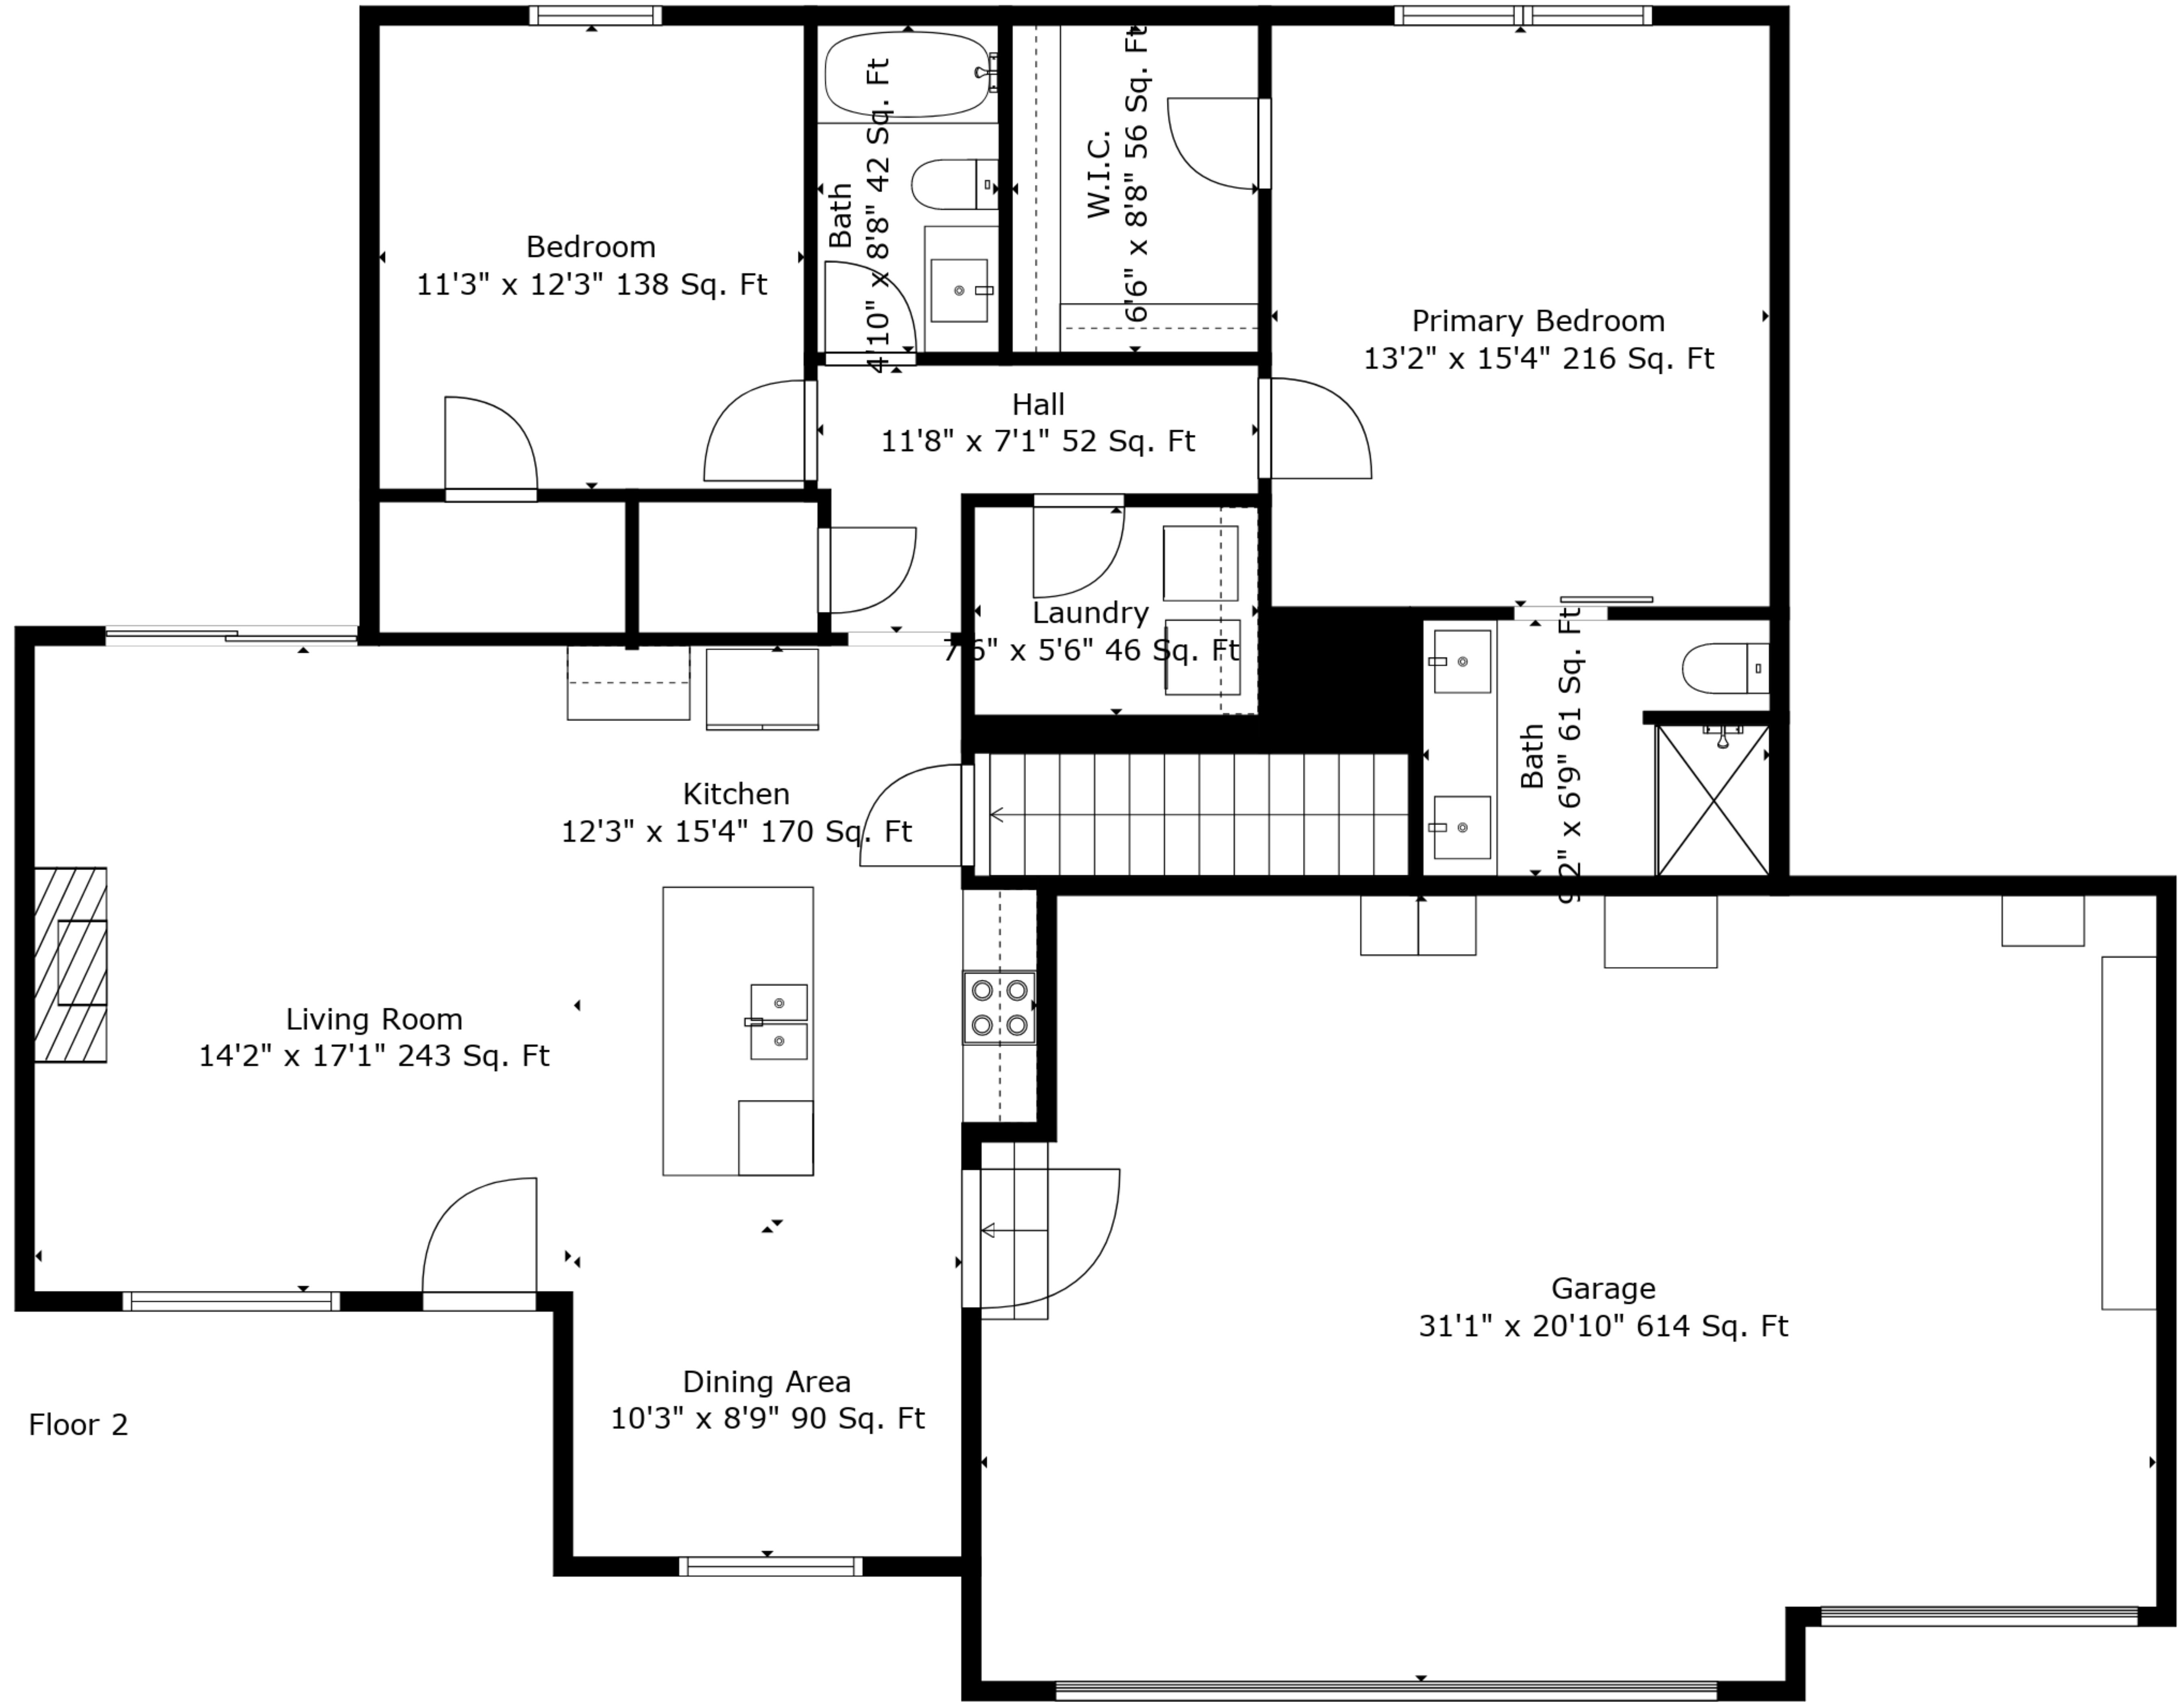 Bedroom
11'3" x 12'3" 138 Sq. Ft
Bath
4'10" x 8'8" 42 Sq. Ft
W.I.C.
6'6" x 8'8" 56 Sq. Ft
Primary Bedroom
13'2" x 15'4" 216 Sq. Ft
Hall
11'8" x 7'1" 52 Sq. Ft
Laundry
7'6" x 5'6" 46 Sq. Ft
Bath
9'2" x 6'9" 61 Sq. Ft
Kitchen
12'3" x 15'4" 170 Sq. Ft
Living Room
14'2" x 17'1" 243 Sq. Ft
Garage
31'1" x 20'10" 614 Sq. Ft
Dining Area
10'3" x 8'9" 90 Sq. Ft
Floor 2